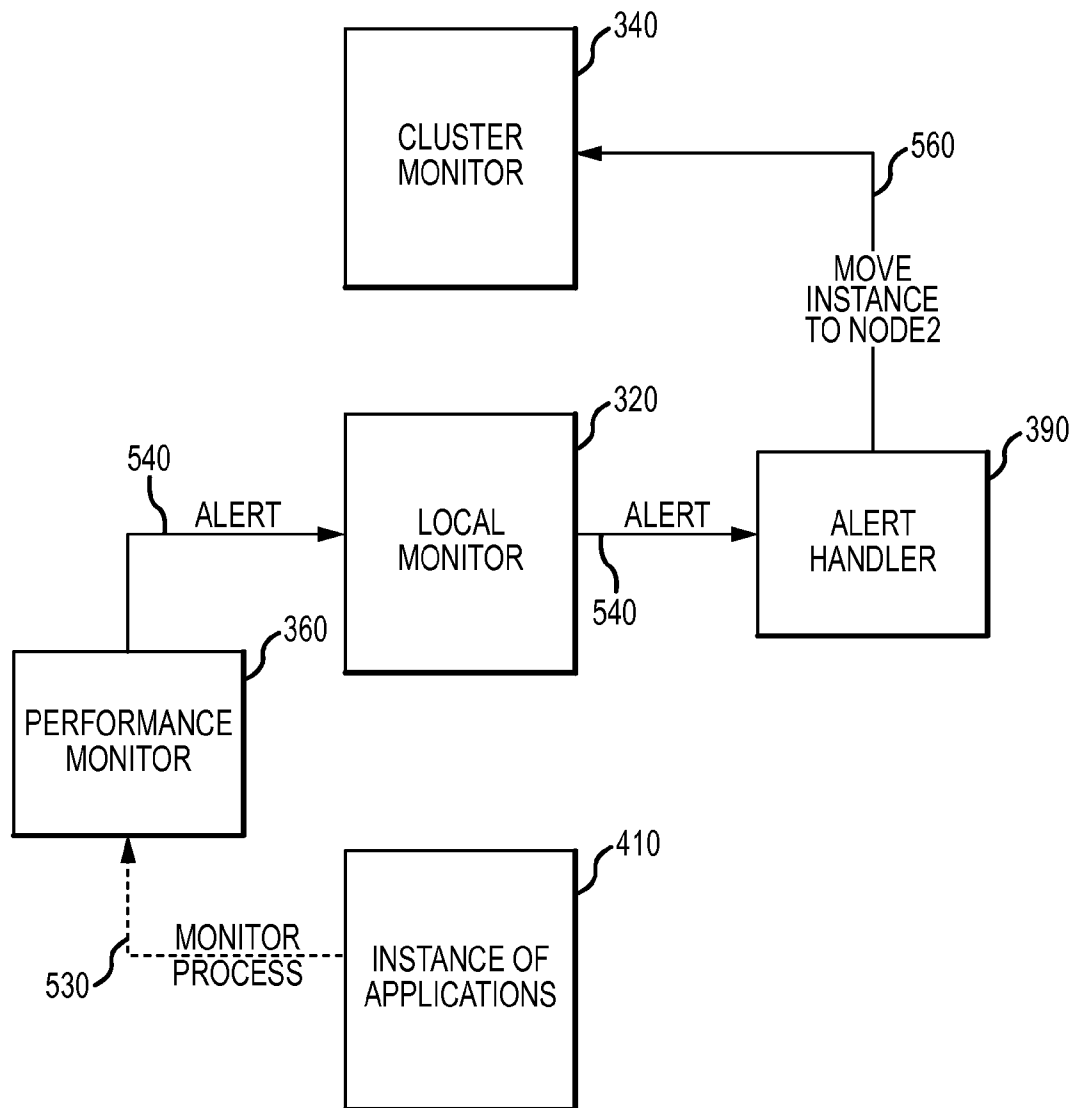 340
CLUSTER
MONITOR
560
MOVE
INSTANCE
TO NODE2
320
390
540
ALERT
LOCAL
MONITOR
ALERT
540
ALERT
HANDLER
360
PERFORMANCE
MONITOR
410
MONITOR
PROCESS
530
INSTANCE OF
APPLICATIONS